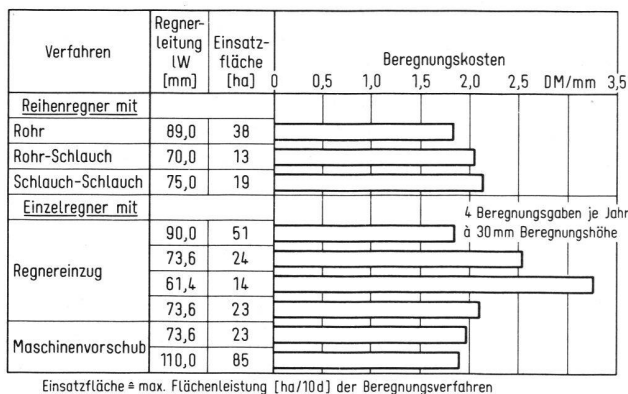 Verfahren
Regner-
leitung
lW
[mm]
Einsatz-
fläche
[ha]
Beregnungskosten
0 0,5 1,0 1,5 2,0 2,5 DM/mm 3,5
Reihenregner mit
Rohr 89,0 38
Rohr-Schlauch 70,0 13
Schlauch-Schlauch 75,0 19
Einzelregner mit
4 Beregnungsgaben je Jahr
à 30mm Beregnungshöhe
Regnereinzug
90,0 51
73,6 24
61,4 14
73,6 23
Maschinenvorschub
73,6 23
110,0 85
Einsatzfläche ≙ max. Flächenleistung [ha/10d] der Beregnungsverfahren